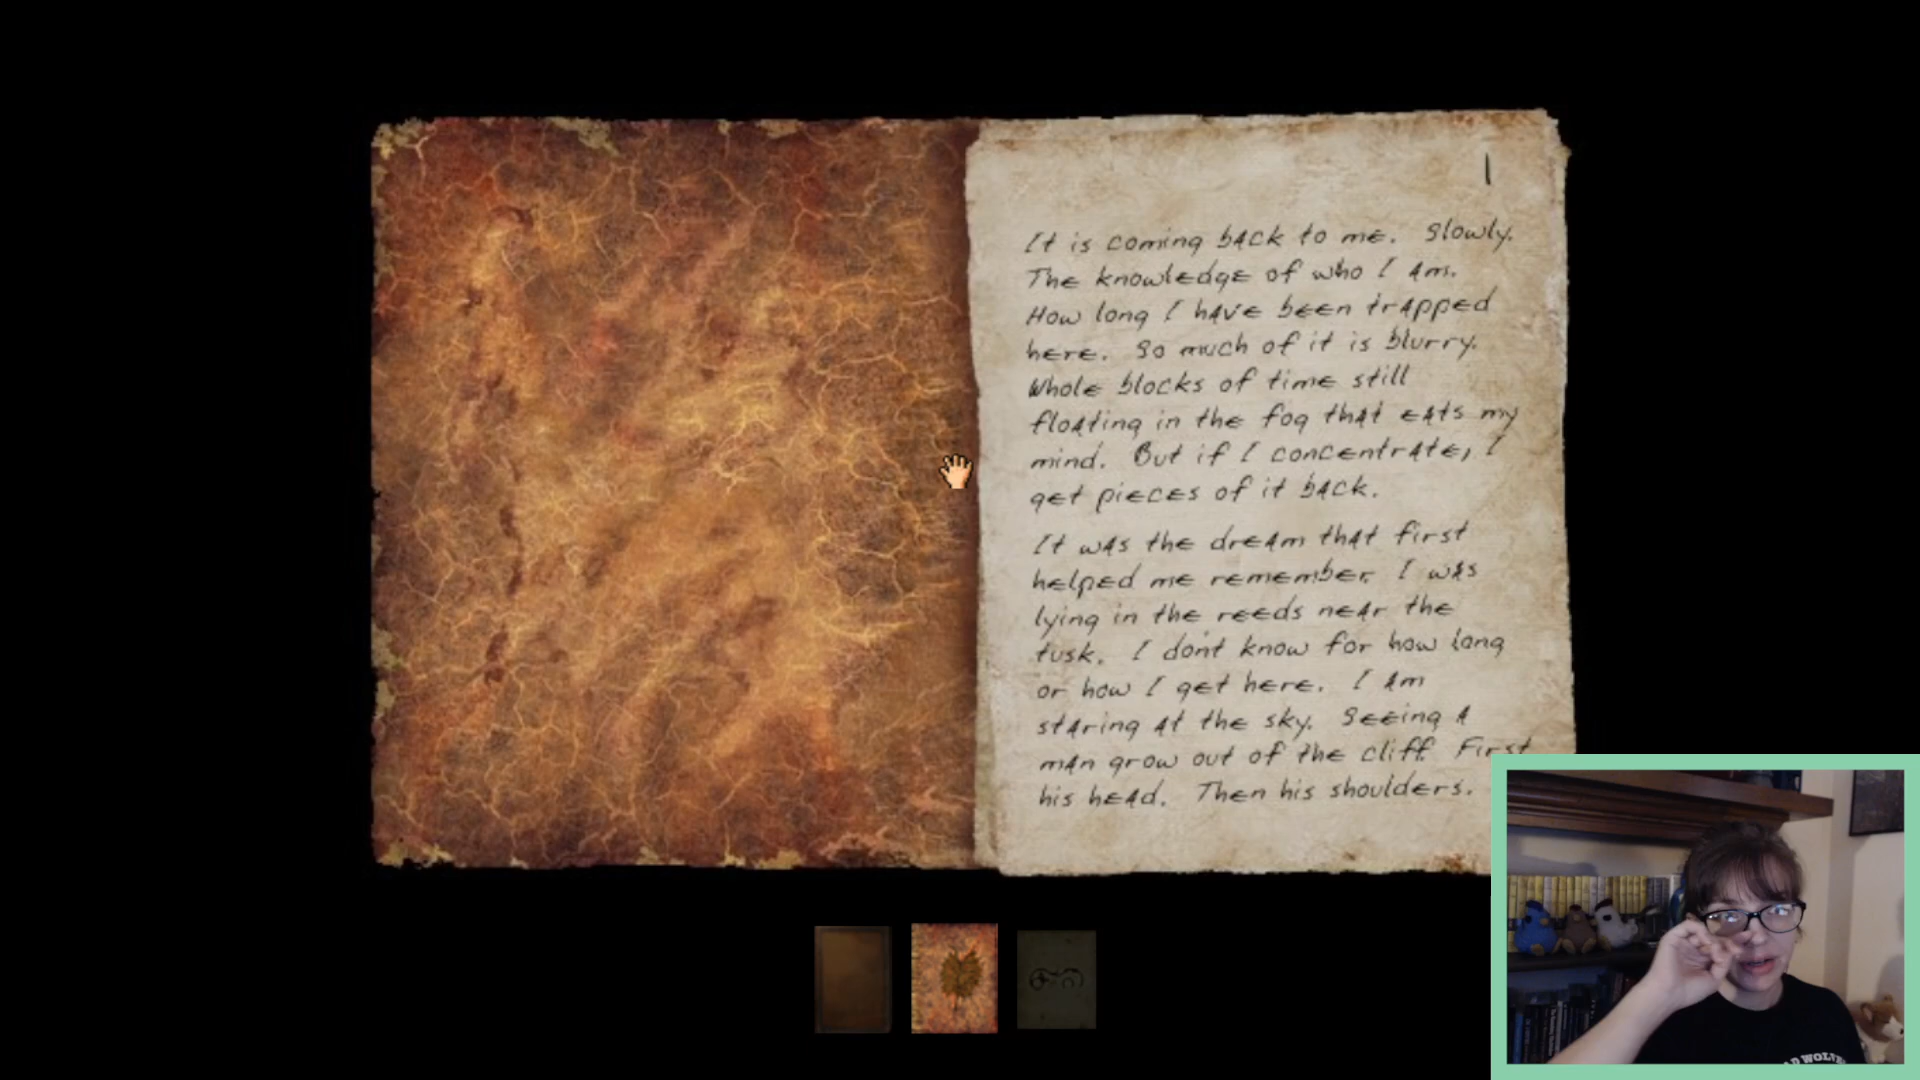 1
It is coming back to me. Slowly.
The knowledge of who I am.
How long I have been trapped
here. So much of it is blurry.
Whole blocks of time still
floating in the fog that eats my
mind. But if I concentrate, I
get pieces of it back.
It was the dream that first
helped me remember. I was
lying in the reeds near the
tusk. I don't know for how long
or how I get here. I am
staring at the sky. Seeing a
man grow out of the cliff. First
his head. Then his shoulders.